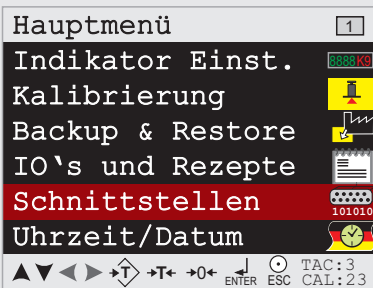 Hauptmenü 1
Indikator Einst. 8888K9
Kalibrierung
Backup & Restore
IO‘s und Rezepte
Schnittstellen 101010
Uhrzeit/Datum
→T← →0← ENTER ESC TAC:3
CAL:23